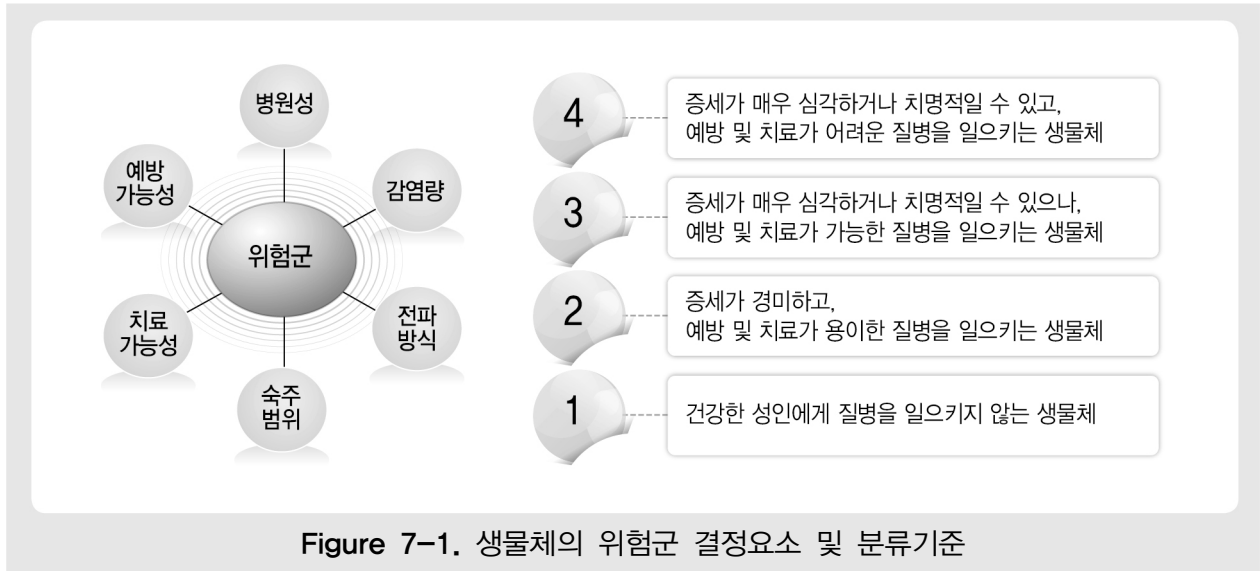 병원성
예방
가능성
감염량
위험군
치료
가능성
전파
방식
숙주
범위
4
증세가 매우 심각하거나 치명적일 수 있고,
예방 및 치료가 어려운 질병을 일으키는 생물체
3
증세가 매우 심각하거나 치명적일 수 있으나,
예방 및 치료가 가능한 질병을 일으키는 생물체
2
증세가 경미하고,
예방 및 치료가 용이한 질병을 일으키는 생물체
1
건강한 성인에게 질병을 일으키지 않는 생물체
Figure 7-1. 생물체의 위험군 결정요소 및 분류기준